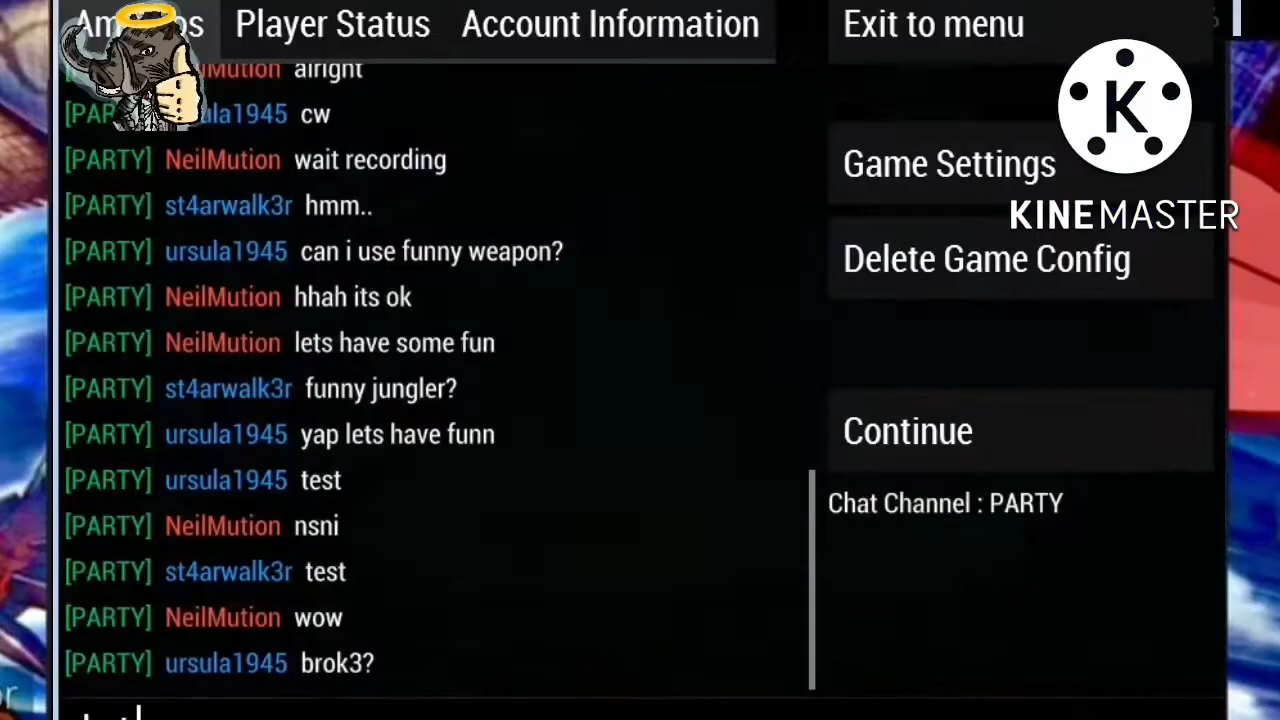 Player Status Account Information Exit to menu
alright
cw
[PARTY] NeilMution wait recording
[PARTY] st4arwalk3r hmm..
[PARTY] ursula1945 can i use funny weapon?
[PARTY] NeilMution hhah its ok
[PARTY] NeilMution lets have some fun
[PARTY] st4arwalk3r funny jungler?
[PARTY] ursula1945 yap lets have funn
[PARTY] ursula1945 test
[PARTY] NeilMution nsni
[PARTY] st4arwalk3r test
[PARTY] NeilMution wow
[PARTY] ursula1945 brok3?
K
KINEMASTER
Game Settings
Delete Game Config
Continue
Chat Channel : PARTY